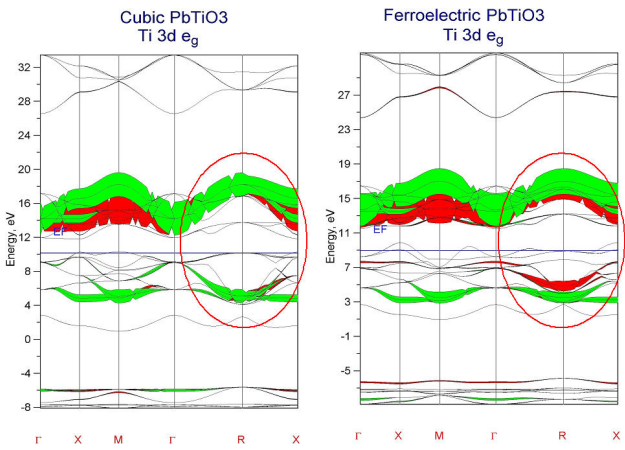 Cubic PbTiO3
Ti 3d eg
Ferroelectric PbTiO3
Ti 3d eg
Energy, eV
32
28
24
20
16
12
8
4
0
-4
-8
EF
Γ X M Γ R X
Energy, eV
27
23
19
15
11
7
3
-1
-5
EF
Γ X M Γ R X